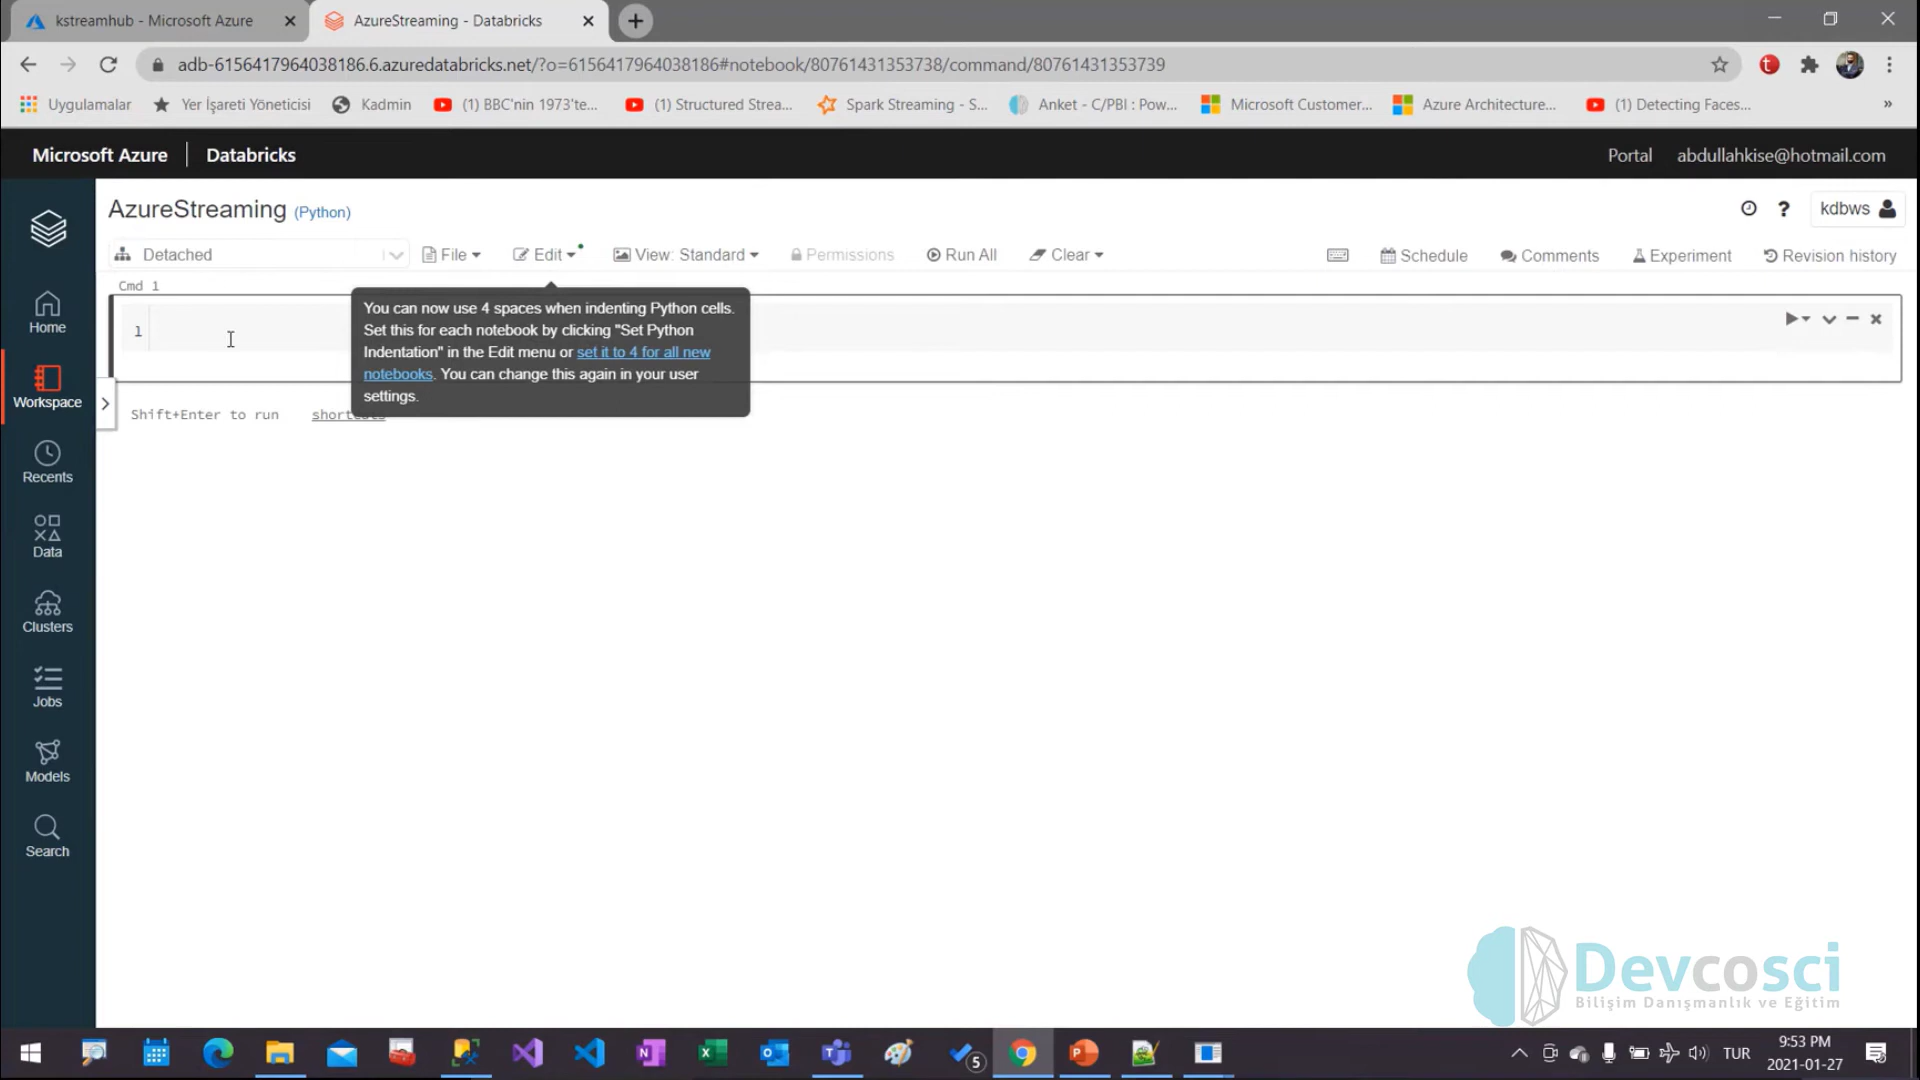 kstreamhub - Microsoft Azure
AzureStreaming - Databricks
adb-6156417964038186.6.azuredatabricks.net/?o=6156417964038186#notebook/80761431353738/command/80761431353739
Uygulamalar
Yer İşareti Yöneticisi
Kadmin
(1) BBC'nin 1973'te...
(1) Structured Strea...
Spark Streaming - S...
Anket - C/PBI : Pow...
Microsoft Customer...
Azure Architecture...
(1) Detecting Faces...
»
Microsoft Azure
Databricks
Portal
abdullahkise@hotmail.com
AzureStreaming (Python)
kdbws
Detached
File
Edit
View: Standard
Permissions
Run All
Clear
Schedule
Comments
Experiment
Revision history
Cmd 1
1
You can now use 4 spaces when indenting Python cells.
Set this for each notebook by clicking "Set Python
Indentation" in the Edit menu or set it to 4 for all new
notebooks. You can change this again in your user
settings.
Shift+Enter to run
shortcuts
Home
Workspace
Recents
Data
Clusters
Jobs
Models
Search
Devcosci
Bilişim Danışmanlık ve Eğitim
5
TUR
9:53 PM
2021-01-27